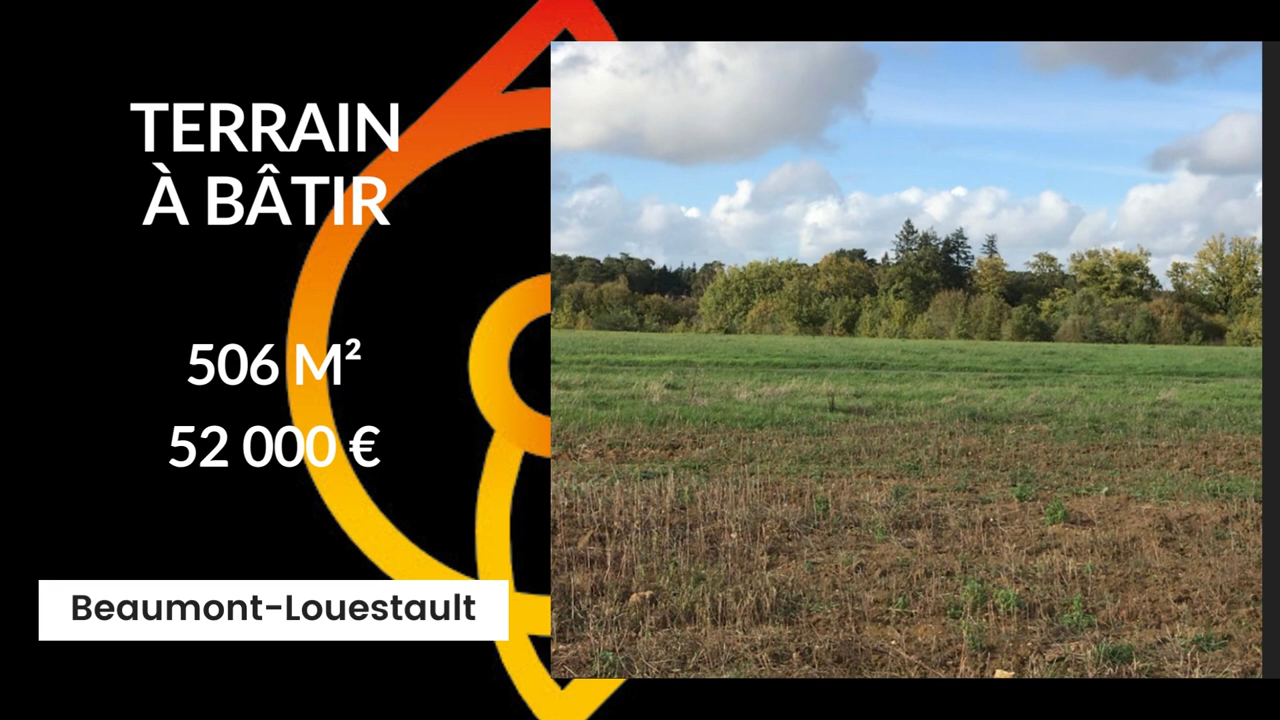 TERRAIN
À BÂTIR
506 M²
52 000 €
Beaumont-Louestault